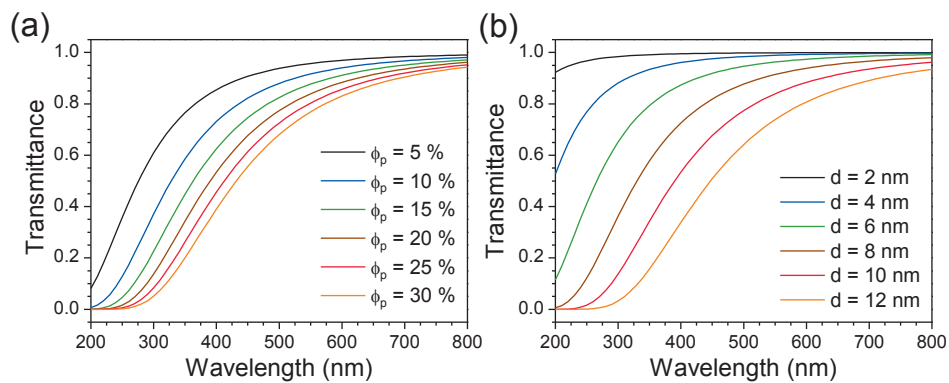 (a)
Transmittance
1.0
0.8
0.6
0.4
0.2
0.0
ϕp = 5 %
ϕp = 10 %
ϕp = 15 %
ϕp = 20 %
ϕp = 25 %
ϕp = 30 %
200 300 400 500 600 700 800
Wavelength (nm)
(b)
Transmittance
1.0
0.8
0.6
0.4
0.2
0.0
d = 2 nm
d = 4 nm
d = 6 nm
d = 8 nm
d = 10 nm
d = 12 nm
200 300 400 500 600 700 800
Wavelength (nm)